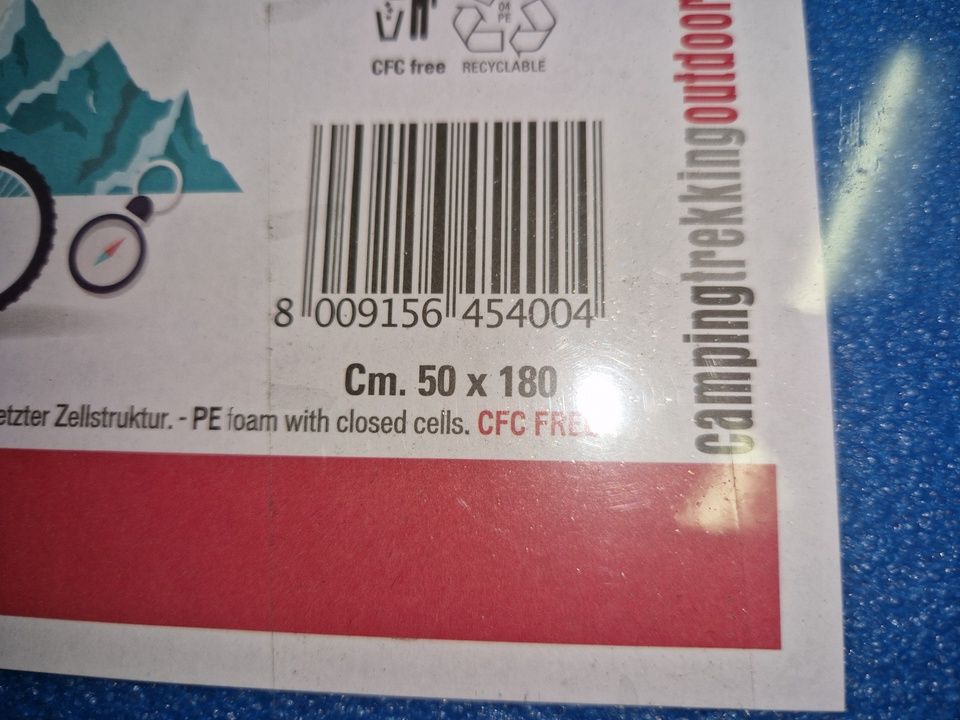 04
PE
CFC free RECYCLABLE
8 009156 454004
Cm. 50 x 180
etzter Zellstruktur. - PE foam with closed cells. CFC FREE
campingtrekkingoutdoor